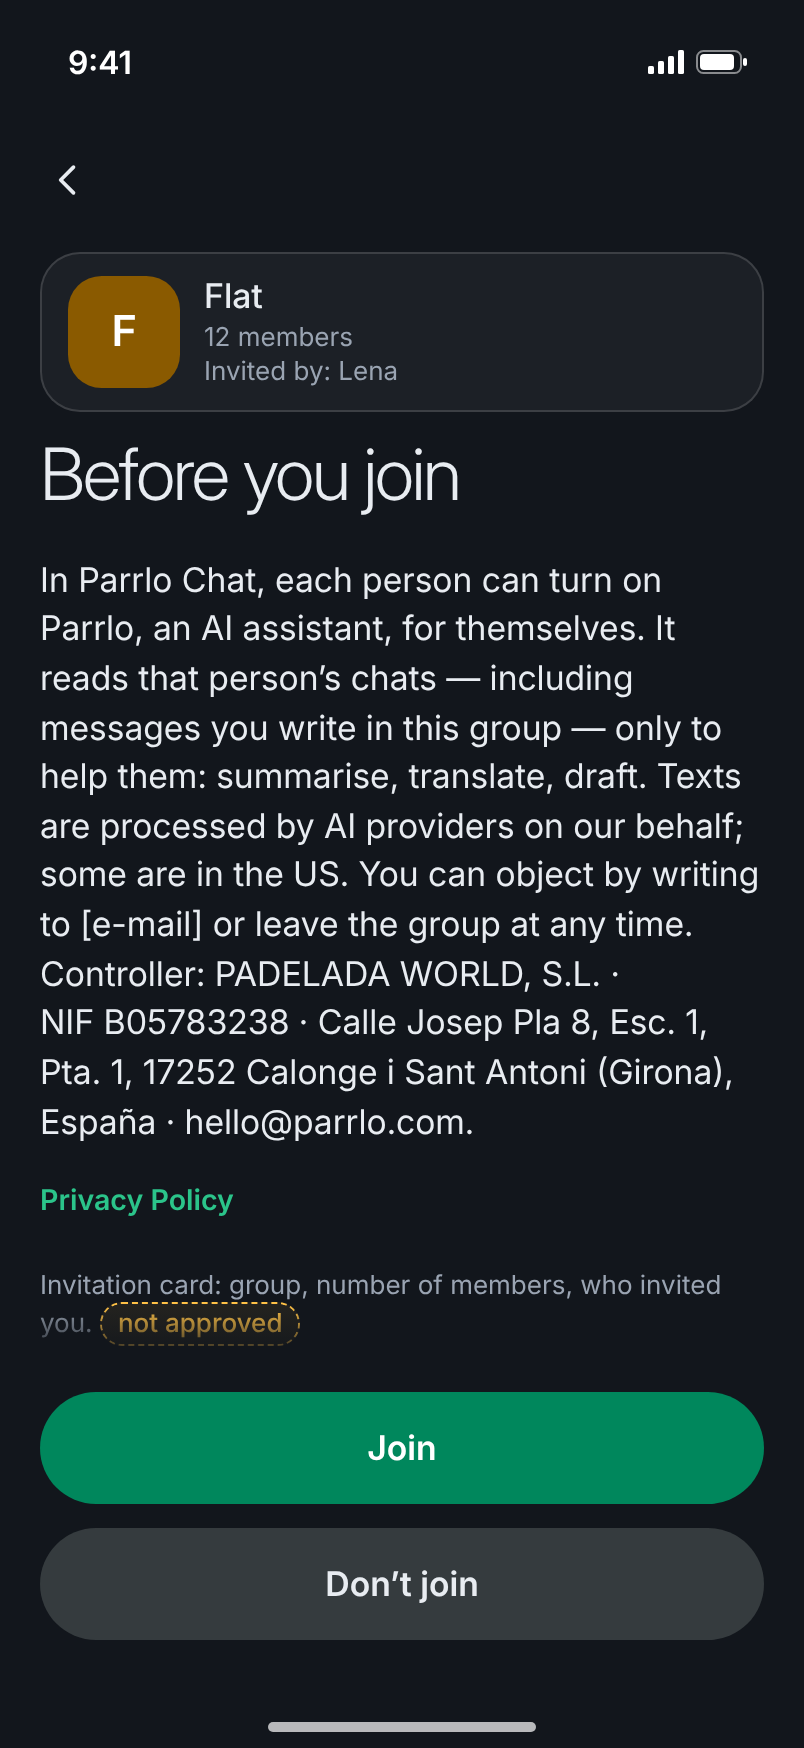 9:41
F
Flat
12 members
Invited by: Lena
Before you join
In Parrlo Chat, each person can turn on
Parrlo, an AI assistant, for themselves. It
reads that person’s chats — including
messages you write in this group — only to
help them: summarise, translate, draft. Texts
are processed by AI providers on our behalf;
some are in the US. You can object by writing
to [e-mail] or leave the group at any time.
Controller: PADELADA WORLD, S.L. ·
NIF B05783238 · Calle Josep Pla 8, Esc. 1,
Pta. 1, 17252 Calonge i Sant Antoni (Girona),
España · hello@parrlo.com.
Privacy Policy
Invitation card: group, number of members, who invited
you. not approved
Join
Don’t join